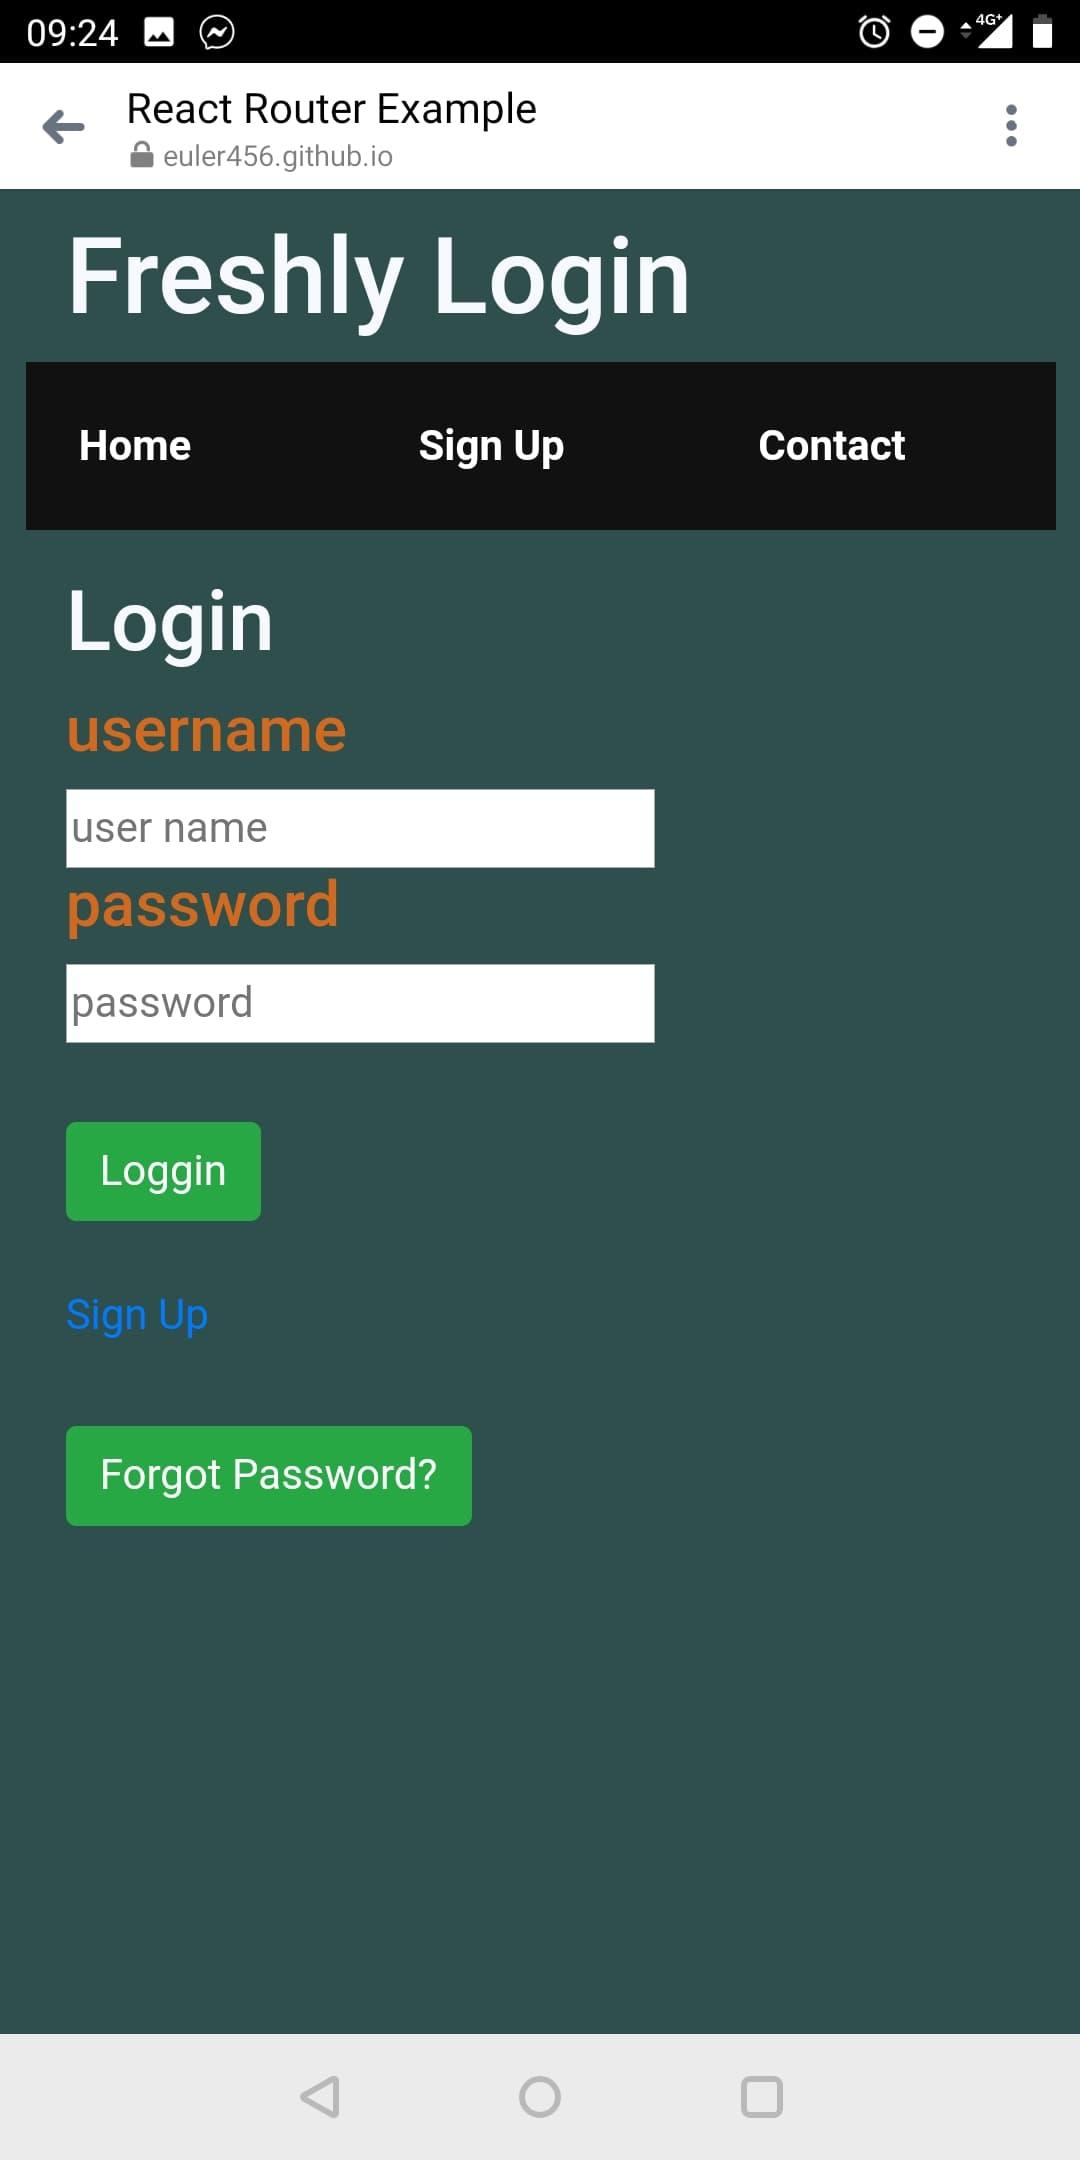 09:24
4G+
React Router Example
euler456.github.io
Freshly Login
Home Sign Up Contact
Login
username
user name
password
password
Loggin
Sign Up
Forgot Password?